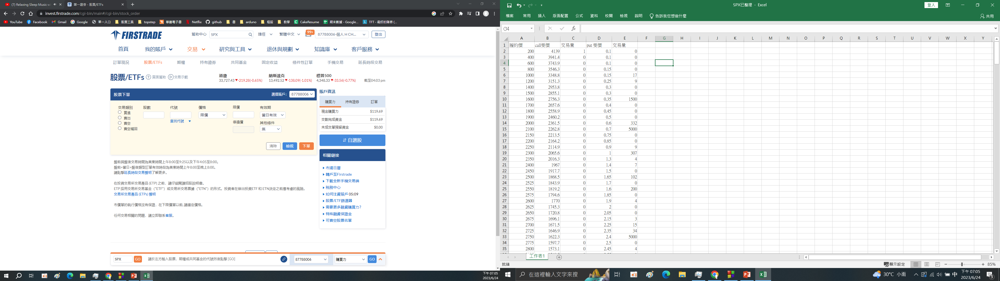 (7) Relaxing Sleep Music w
第一證券 - 股票/ETFs
invest.firstrade.com/cgi-bin/main#/cgi-bin/stock_order
YouTube Facebook Gmail Google 單一入口 股票工具 topstep 華藝電子書 Netflix github 書 arduno 程設 教學 CakeResume 期末數據 - Google... TFT - 最好的陣容 (...
FIRSTRADE
幫助中心 SPX 捷徑 繁體中文 99+ 87788006-個人 H CH... 登出
首頁 我的賬戶 交易 研究與工具 退休與規劃 知識庫 客戶服務
訂單現況 股票/ETFs 期權 持有證券 共同基金 固定收益 條件性訂單 手機交易 延長時段交易
股票/ETFs 頁面幫助 交易示範
道瓊 納斯達克 標普500
33,727.43 ▼-219.28(-0.65%) 13,492.52 ▼-138.09(-1.01%) 4,348.33 ▼-33.56(-0.77%) 截至04:03 pm
股票下單 選擇賬戶: 87788006
交易類別 股數 代號 價格 限價 有效期
買進
賣出
賣空
賣空補回
限價 當日有效
查找代號 ▼
停損價 其他條件
無
清除 檢視 下單
賬戶資訊
購買力 持有證券 訂單
現金購買力 $119.69
交割完成資金 $119.69
未成交單預留資金 $0.00
自選股
相關鏈接
市場日曆
轉戶至Firstrade
下載全新手機交易端
稅務中心
如何注資賬戶 05:09
股票/ETF篩選器
需要更多融資購買力?
特殊融資保證金
可賣空股票名單
盤前與盤後交易時間為美東時間上午8:00至9:25以及下午4:05至8:00。
盤前+當日+盤後類型訂單有效時段為美東時間上午8:00至晚上8:00。
請點擊延長時段交易聲明了解更多。
在投資交易所交易產品 (ETP) 之前，請仔細閱讀招股說明書。
ETP 採用交易所交易基金（"ETF"）或交易所交易票據（"ETN"）的形式。投資者在做出投資ETF 和 ETN決定之前應考慮的風險。
交易所交易產品 (ETPs) 聲明
市價單的執行價格沒有保證，在下限價單以前,請確定價格。
任何交易相關的問題，請立即聯系客服。
SPX GO 請於左方輸入股票，期權或共同基金的代號然後點擊 [GO] 87788006 購買力 GO
下午 07:05
2023/6/24
SPX已整理 - Excel
登入
檔案 常用 插入 版面配置 公式 資料 校閱 檢視 說明 告訴我您想做什麼 共用
G4 fx
A B C D E F G H I J K L M N O P Q R S T U V W X Y
1 履約價 call要價 交易量 put 要價 交易量
2 200 4139 1 0.1 0
3 400 3941.4 0 0.1 0
4 600 3743.9 0 0.1 0
5 800 3546.3 0 0.15 0
6 1000 3348.8 0 0.15 17
7 1200 3151.3 0 0.25 9
8 1400 2953.8 0 0.3 0
9 1500 2855.1 0 0.3 0
10 1600 2756.3 0 0.35 1500
11 1700 2657.6 0 0.4 0
12 1800 2558.9 0 0.45 0
13 1900 2460.2 0 0.5 0
14 2000 2361.5 0 0.6 332
15 2100 2262.8 0 0.7 5000
16 2150 2213.5 0 0.75 0
17 2200 2164.2 0 0.85 0
18 2250 2114.9 0 0.9 9
19 2300 2065.6 0 1 307
20 2350 2016.3 0 1.3 4
21 2400 1967 0 1.4 7
22 2450 1917.7 0 1.5 0
23 2500 1868.5 0 1.65 102
24 2525 1843.9 0 1.7 0
25 2550 1819.2 0 1.6 200
26 2575 1794.6 0 1.85 0
27 2600 1770 0 1.9 4
28 2625 1745.3 0 2 0
29 2650 1720.8 0 2.05 0
30 2675 1696.1 0 2.15 3
31 2700 1671.5 0 2.25 15
32 2725 1646.9 0 2.35 34
33 2750 1622.3 0 2.4 5000
34 2775 1597.7 0 2.5 0
35 2800 1573.1 0 2.45 4
工作表1
就緒 顯示設定 85%
在這裡輸入文字來搜
30°C 小雨 中 下午 07:05
2023/6/24
3